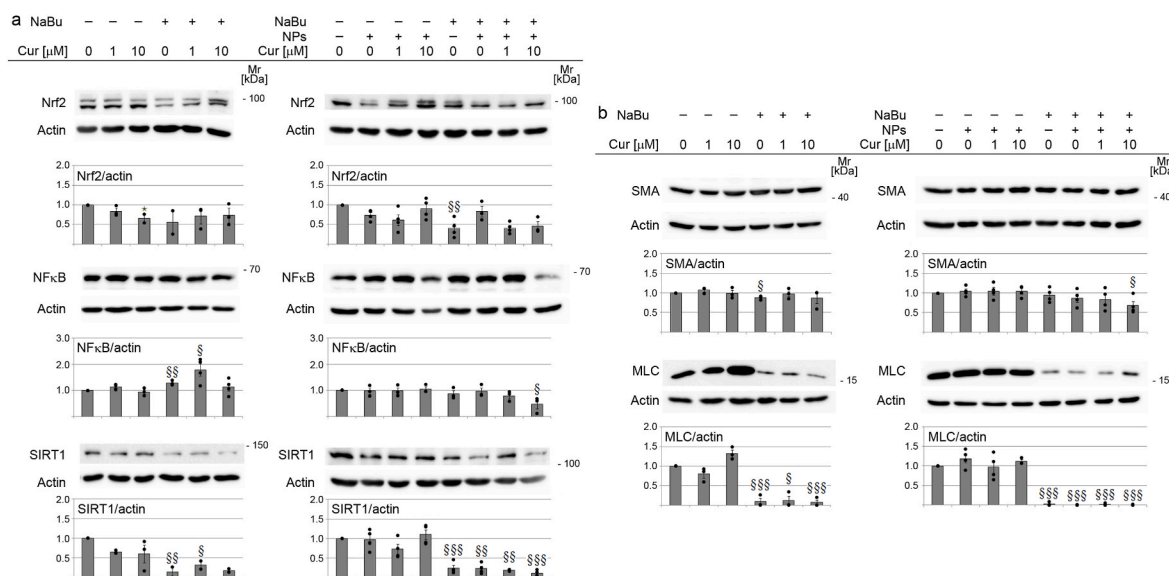 a
NaBu – – – + + +
Cur [μM] 0 1 10 0 1 10
Mr
[kDa]
Nrf2 - 100
Actin
2.0
1.5
1.0
0.5
Nrf2/actin
*
NFκB - 70
Actin
3.0
2.0
1.0
NFκB/actin
§§ §
SIRT1 - 150
Actin
2.0
1.5
1.0
0.5
SIRT1/actin
§§ §
NaBu – – – – + + + +
NPs – + + + – + + +
Cur [μM] 0 0 1 10 0 0 1 10
Mr
[kDa]
Nrf2 - 100
Actin
2.0
1.5
1.0
0.5
Nrf2/actin
§§
NFκB - 70
Actin
3.0
2.0
1.0
NFκB/actin
§
SIRT1 - 100
Actin
2.0
1.5
1.0
0.5
SIRT1/actin
§§§ §§ §§ §§§
b
NaBu – – – + + +
Cur [μM] 0 1 10 0 1 10
Mr
[kDa]
SMA - 40
Actin
2.0
1.5
1.0
0.5
SMA/actin
§
MLC - 15
Actin
2.0
1.5
1.0
0.5
MLC/actin
§§§ § §§§
NaBu – – – – + + + +
NPs – + + + – + + +
Cur [μM] 0 0 1 10 0 0 1 10
Mr
[kDa]
SMA - 40
Actin
2.0
1.5
1.0
0.5
SMA/actin
§
MLC - 15
Actin
2.0
1.5
1.0
0.5
MLC/actin
§§§ §§§ §§§ §§§